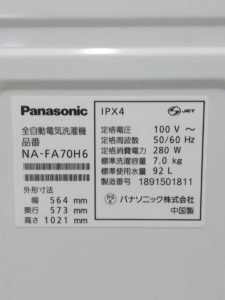 Panasonic
全自動電気洗濯機
品番
NA-FA70H6
外形寸法
幅 564 mm
奥行 573 mm
高さ 1021 mm
IPX4
S-JET
定格電圧 100 V ～
定格周波数 50/60 Hz
定格消費電力 280 W
標準洗濯容量 7.0 kg
標準使用水量 92 L
製造番号 1891501811
パナソニック株式会社
中国製